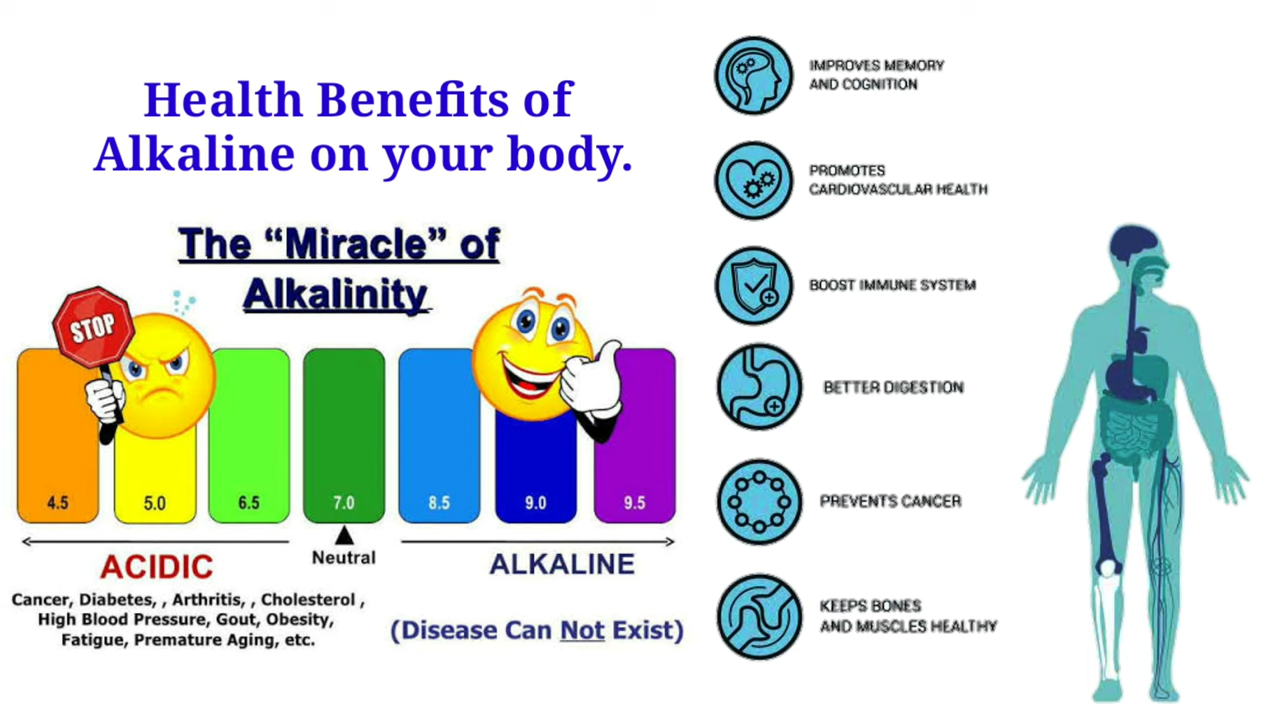 Health Benefits of
Alkaline on your body.
The “Miracle” of
Alkalinity
STOP
4.5
5.0
6.5
7.0
8.5
9.0
9.5
ACIDIC
Neutral
ALKALINE
Cancer, Diabetes, , Arthritis, , Cholesterol ,
High Blood Pressure, Gout, Obesity,
Fatigue, Premature Aging, etc.
(Disease Can Not Exist)
IMPROVES MEMORY
AND COGNITION
PROMOTES
CARDIOVASCULAR HEALTH
BOOST IMMUNE SYSTEM
BETTER DIGESTION
PREVENTS CANCER
KEEPS BONES
AND MUSCLES HEALTHY